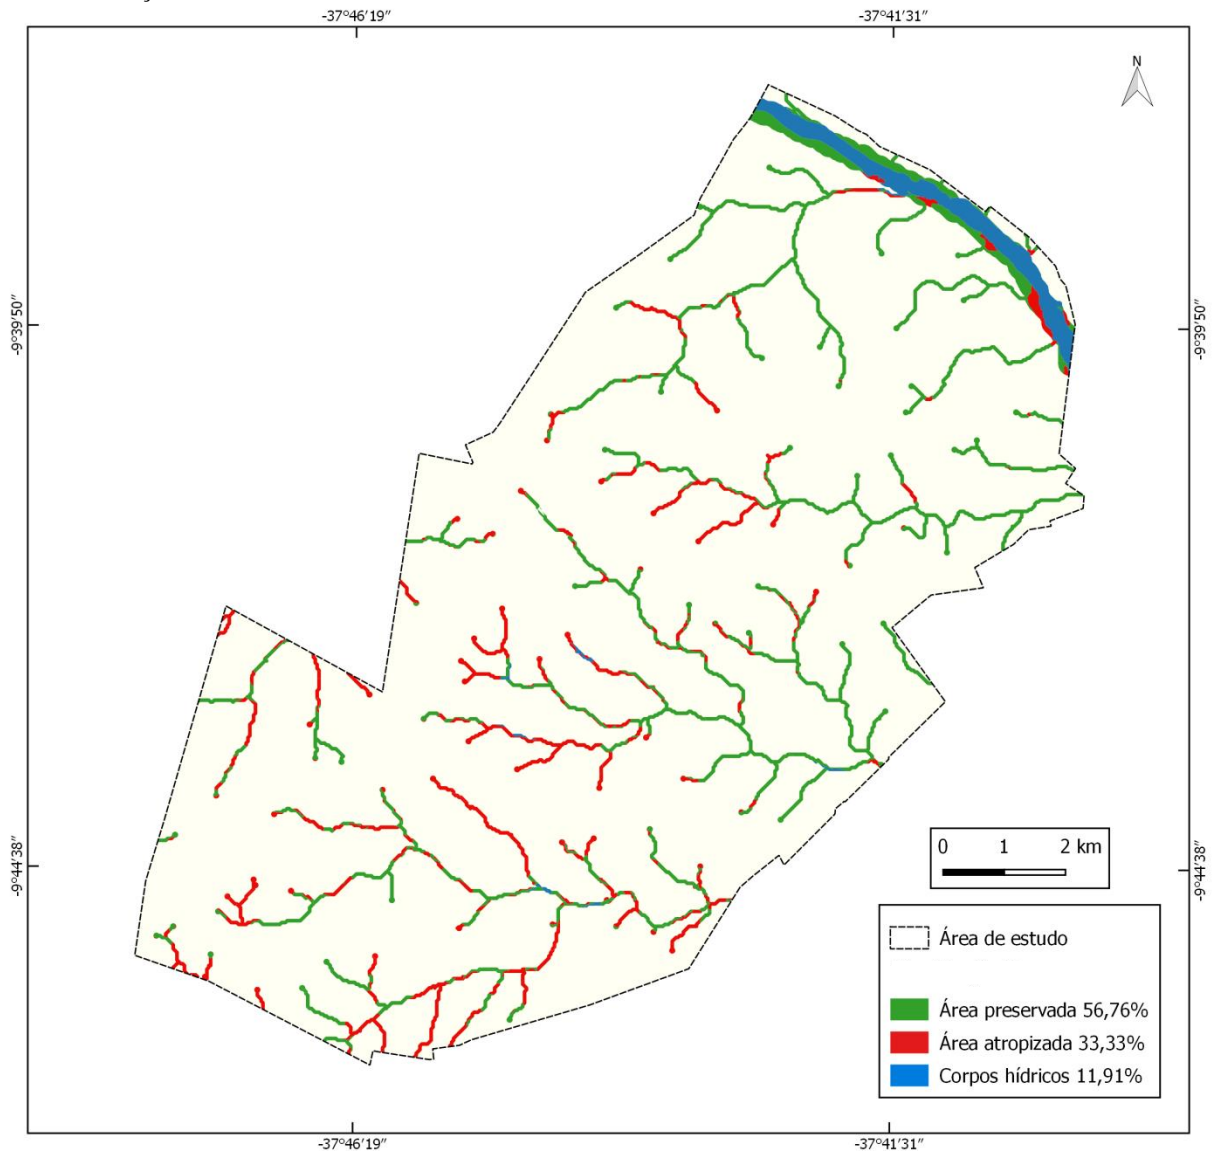 -37°46'19"
-37°41'31"
N
-9°39'50"
-9°39'50"
-9°44'38"
-9°44'38"
0 1 2 km
Área de estudo
Área preservada 56,76%
Área atropizada 33,33%
Corpos hídricos 11,91%
-37°46'19"
-37°41'31"